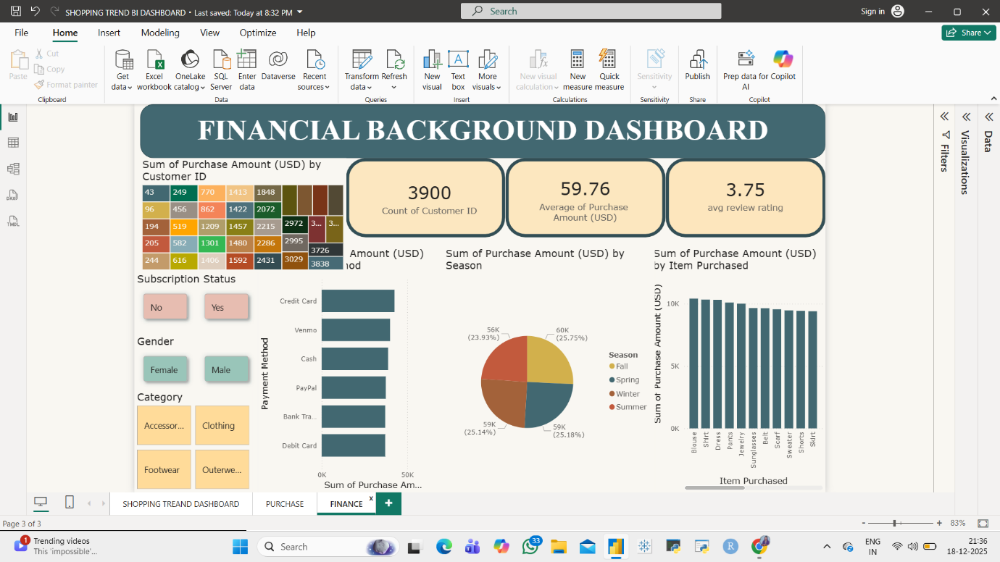 SHOPPING TREND BI DASHBOARD • Last saved: Today at 8:32 PM
Search
Sign in
File
Home
Insert
Modeling
View
Optimize
Help
Share
Paste
Cut
Copy
Format painter
Clipboard
Get data
Excel workbook
OneLake catalog
SQL Server
Enter data
Dataverse
Recent sources
Data
Transform data
Refresh
Queries
New visual
Text box
More visuals
Insert
New visual calculation
New measure
Quick measure
Calculations
Sensitivity
Sensitivity
Publish
Share
Prep data for AI
Copilot
Copilot
FINANCIAL BACKGROUND DASHBOARD
Sum of Purchase Amount (USD) by
Customer ID
43 249 770 1413 1848
96 456 862 1422 2072
194 519 1209 1457 2215 2972 3... 3...
205 582 1301 1480 2286 2995 3726
244 616 1406 1592 2431 3029 3838
3900
Count of Customer ID
59.76
Average of Purchase
Amount (USD)
3.75
avg review rating
Subscription Status
No
Yes
Gender
Female
Male
Category
Accessor...
Clothing
Footwear
Outerwe...
Amount (USD)
Payment Method
Credit Card
Venmo
Cash
PayPal
Bank Tra...
Debit Card
0K 50K
Sum of Purchase Am...
Sum of Purchase Amount (USD) by
Season
56K
(23.93%)
60K
(25.75%)
59K
(25.14%)
59K
(25.18%)
Season
Fall
Spring
Winter
Summer
Sum of Purchase Amount (USD)
by Item Purchased
Sum of Purchase Amount (USD)
10K
5K
0K
Blouse
Shirt
Dress
Pants
Jewelry
Sunglasses
Belt
Scarf
Sweater
Shorts
Skirt
Item Purchased
Filters
Visualizations
Data
DAX
TMDL
SHOPPING TREAND DASHBOARD
PURCHASE
FINANCE
x
+
Page 3 of 3
- + 83%
1
Trending videos
This 'impossible'...
Search
33
R
ENG
IN
21:36
18-12-2025